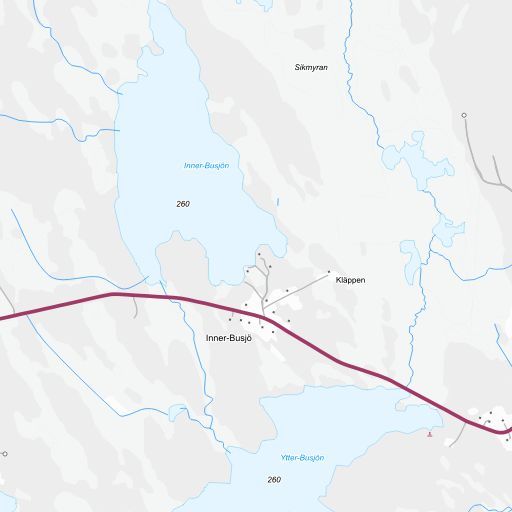 Sikmyran
Inner-Busjön
260
Kläppen
Inner-Busjö
Ytter-Busjön
260